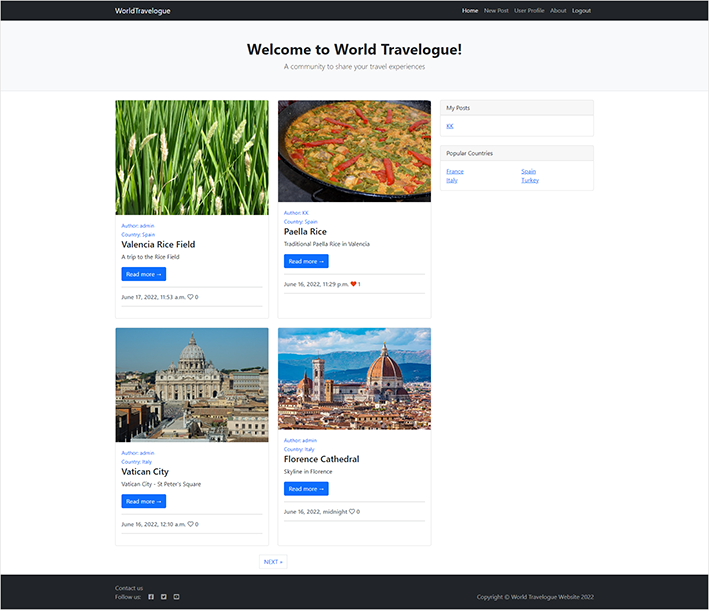 WorldTravelogue
Home New Post User Profile About Logout
Welcome to World Travelogue!
A community to share your travel experiences
Author: admin
Country: Spain
Valencia Rice Field
A trip to the Rice Field
Read more →
June 17, 2022, 11:53 a.m. ♡ 0
Author: KK
Country: Spain
Paella Rice
Traditional Paella Rice in Valencia
Read more →
June 16, 2022, 11:29 p.m. ♥ 1
My Posts
KK
Popular Countries
France Spain
Italy Turkey
Author: admin
Country: Italy
Vatican City
Vatican City - St Peter's Square
Read more →
June 16, 2022, 12:10 a.m. ♡ 0
Author: admin
Country: Italy
Florence Cathedral
Skyline in Florence
Read more →
June 16, 2022, midnight ♡ 0
NEXT »
Contact us
Follow us:
Copyright © World Travelogue Website 2022